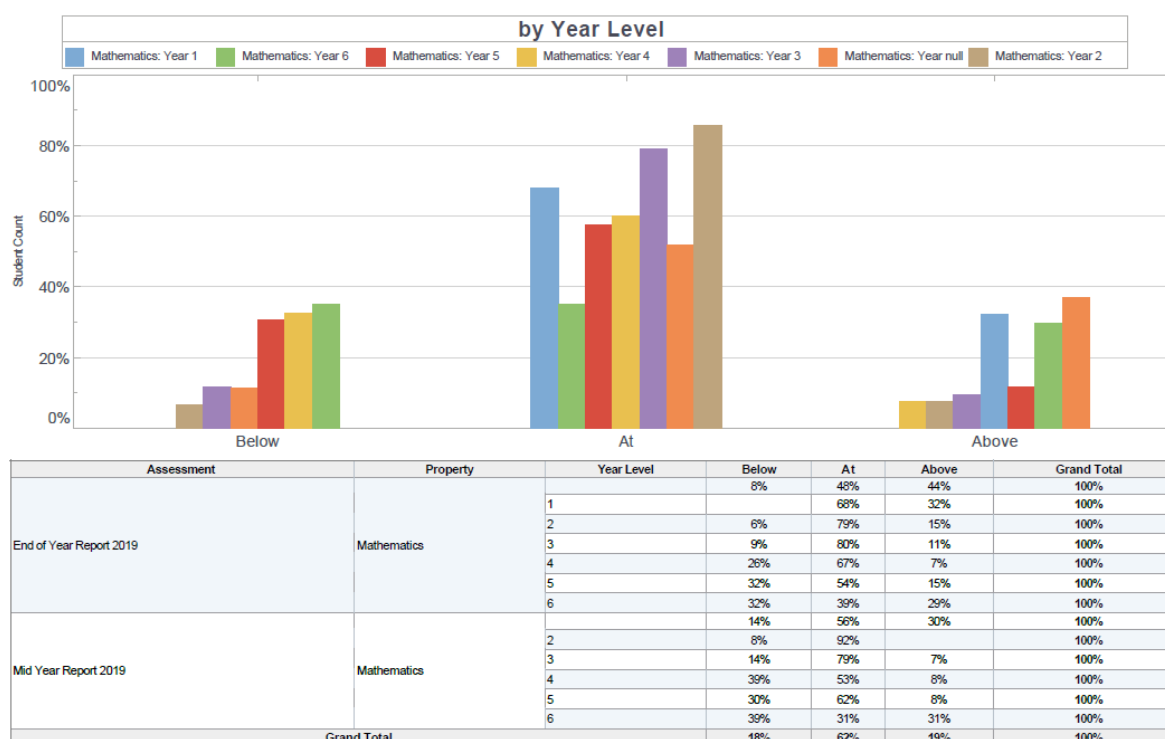 by Year Level
Mathematics: Year 1 Mathematics: Year 6 Mathematics: Year 5 Mathematics: Year 4 Mathematics: Year 3 Mathematics: Year null Mathematics: Year 2
100%
80%
60%
40%
20%
0%
Student Count
Below At Above
Assessment Property Year Level Below At Above Grand Total
8% 48% 44% 100%
1 68% 32% 100%
2 6% 79% 15% 100%
End of Year Report 2019 Mathematics 3 9% 80% 11% 100%
4 26% 67% 7% 100%
5 32% 54% 15% 100%
6 32% 39% 29% 100%
14% 56% 30% 100%
2 8% 92% 100%
Mid Year Report 2019 Mathematics 3 14% 79% 7% 100%
4 39% 53% 8% 100%
5 30% 62% 8% 100%
6 39% 31% 31% 100%
Grand Total 18% 62% 19% 100%